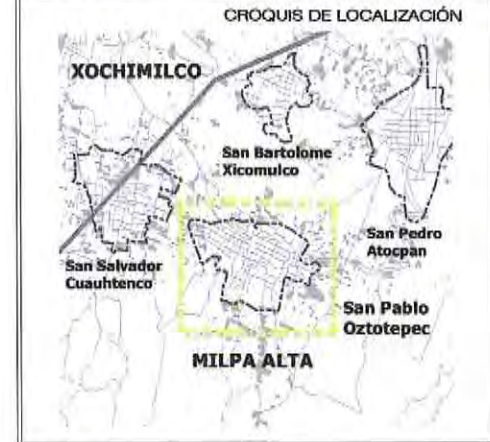 CROQUIS DE LOCALIZACIÓN
XOCHIMILCO
San Bartolome
Xicomulco
San Pedro
Atocpan
San Salvador
Cuauhtenco
San Pablo
Oztotepec
MILPA ALTA